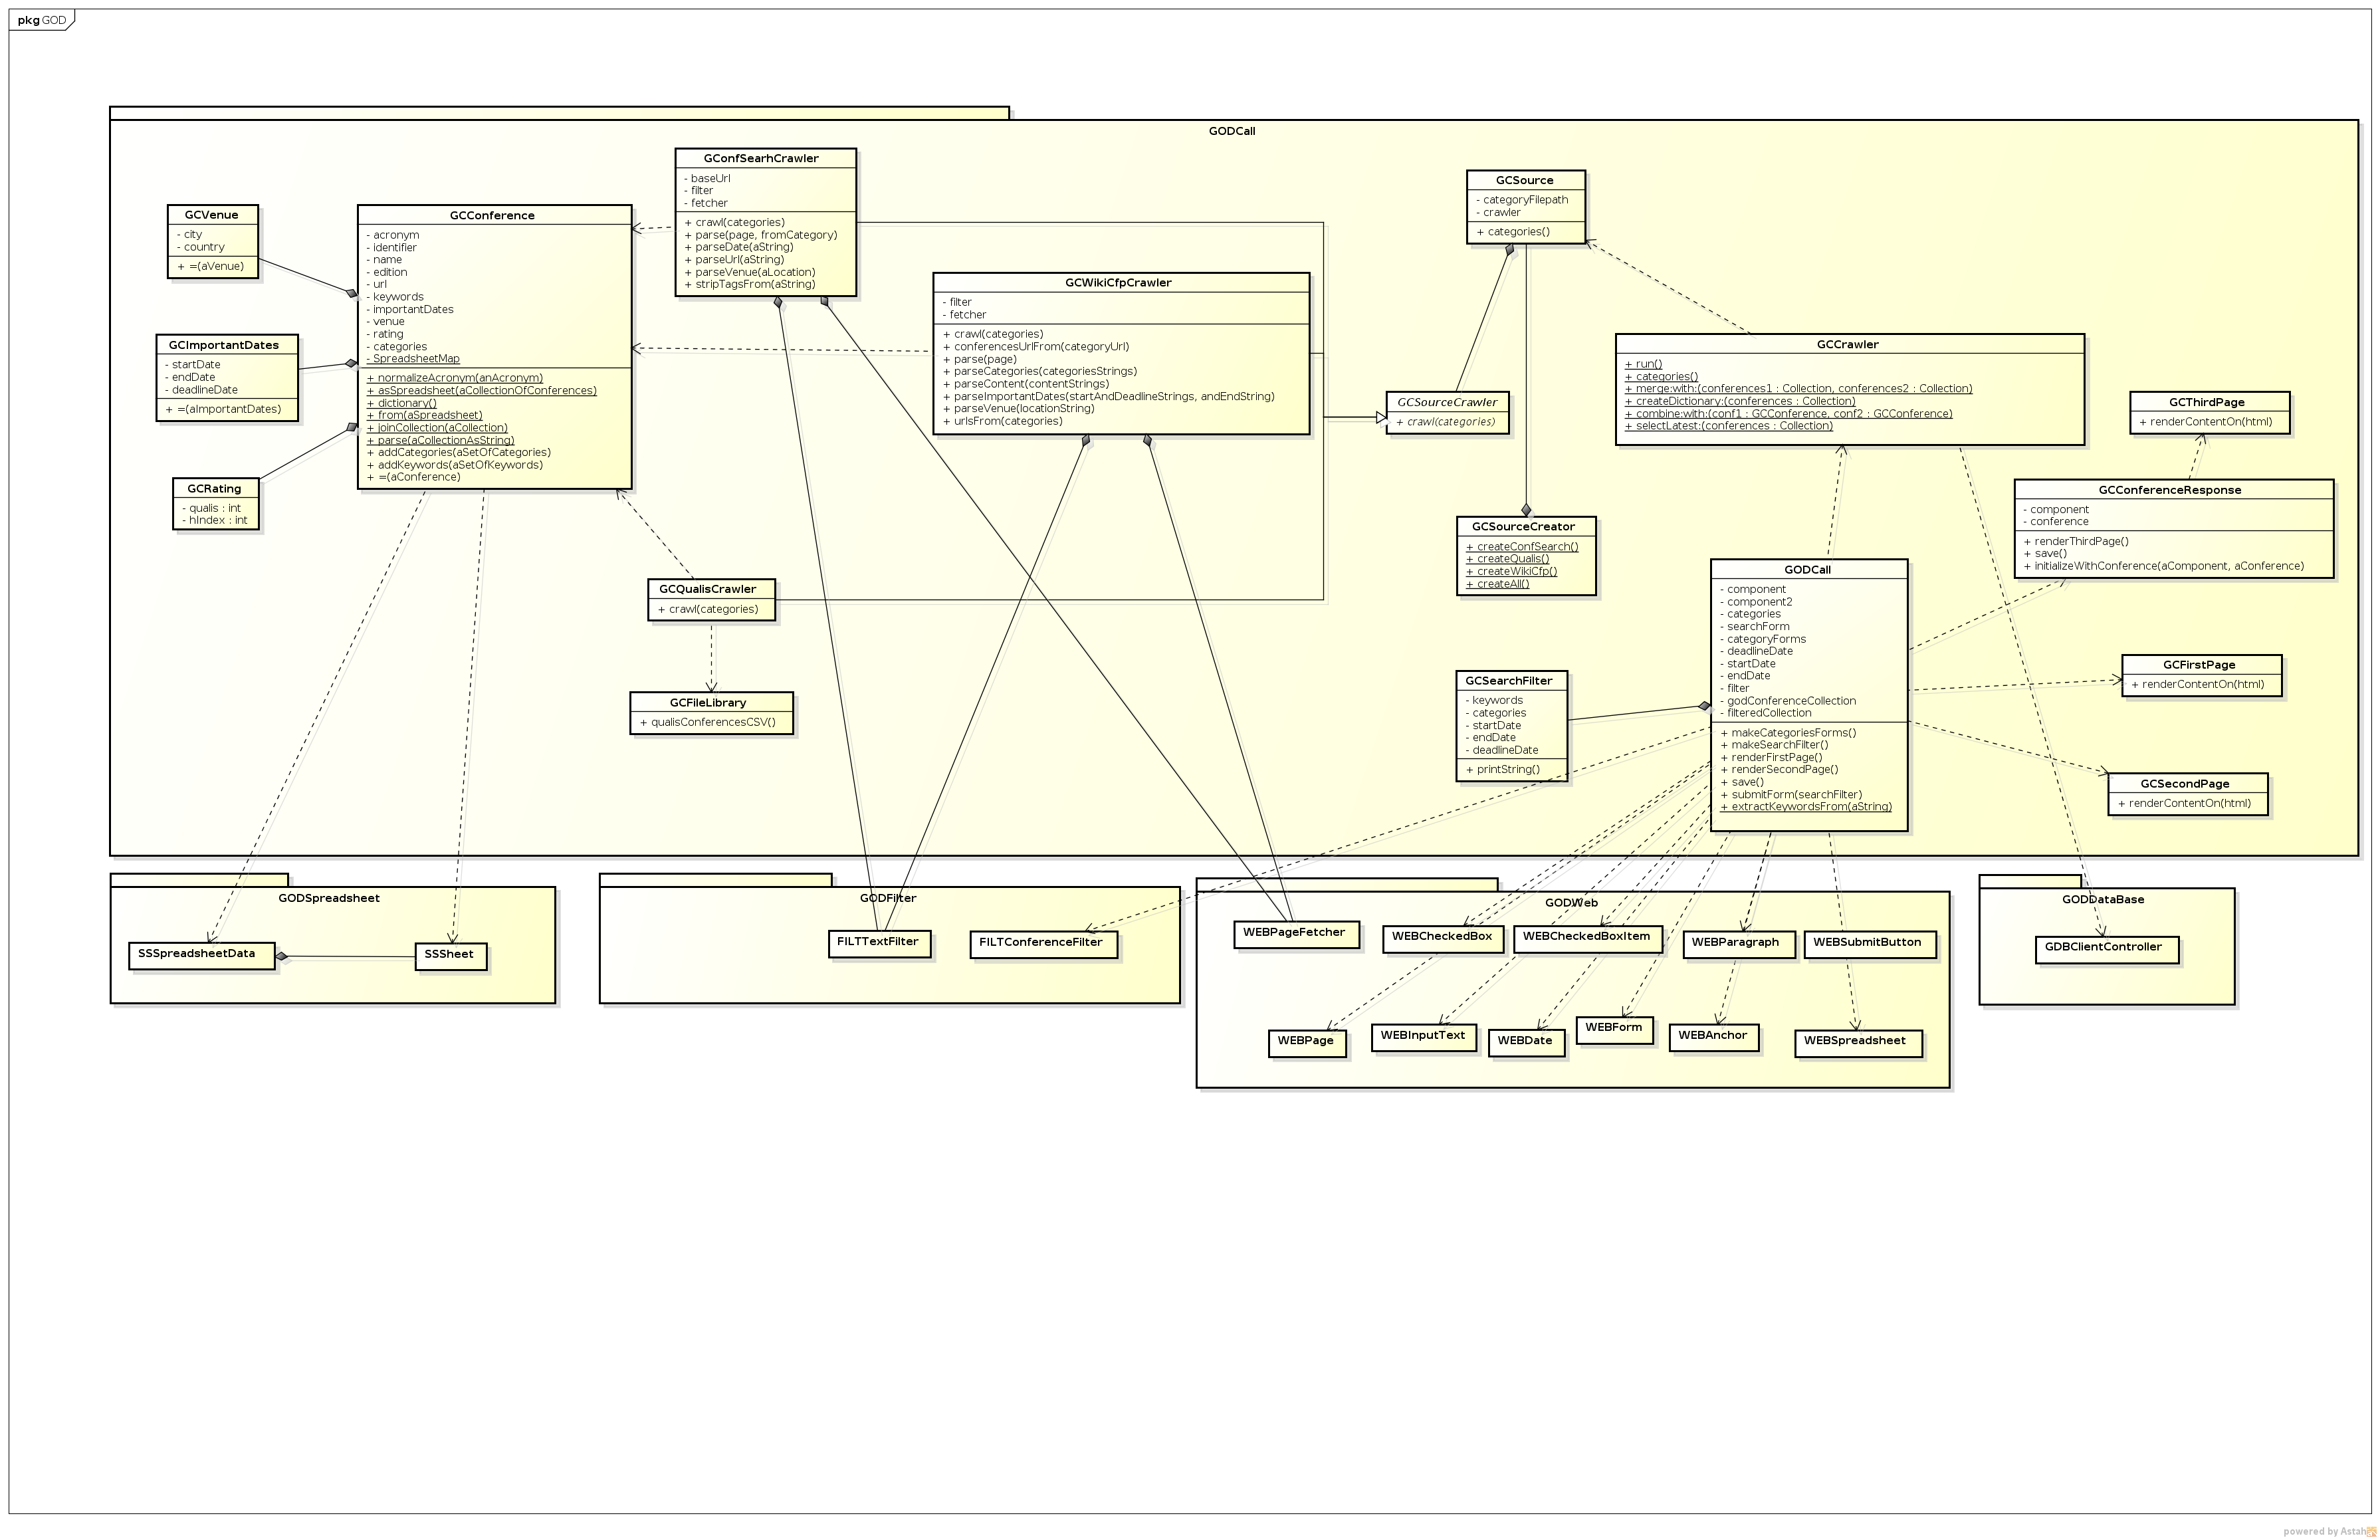 pkg GOD
GODCall
GConfSearhCrawler
- baseUrl
- filter
- fetcher
+ crawl(categories)
+ parse(page, fromCategory)
+ parseDate(aString)
+ parseUrl(aString)
+ parseVenue(aLocation)
+ stripTagsFrom(aString)
GCSource
- categoryFilepath
- crawler
+ categories()
GCVenue
- city
- country
+ =(aVenue)
GCConference
- acronym
- identifier
- name
- edition
- url
- keywords
- importantDates
- venue
- rating
- categories
- SpreadsheetMap
+ normalizeAcronym(anAcronym)
+ asSpreadsheet(aCollectionOfConferences)
+ dictionary()
+ from(aSpreadsheet)
+ joinCollection(aCollection)
+ parse(aCollectionAsString)
+ addCategories(aSetOfCategories)
+ addKeywords(aSetOfKeywords)
+ =(aConference)
GCWikiCfpCrawler
- filter
- fetcher
+ crawl(categories)
+ conferencesUrlFrom(categoryUrl)
+ parse(page)
+ parseCategories(categoriesStrings)
+ parseContent(contentStrings)
+ parseImportantDates(startAndDeadlineStrings, andEndString)
+ parseVenue(locationString)
+ urlsFrom(categories)
GCImportantDates
- startDate
- endDate
- deadlineDate
+ =(aImportantDates)
GCCrawler
+ run()
+ categories()
+ merge:with:(conferences1 : Collection, conferences2 : Collection)
+ createDictionary:(conferences : Collection)
+ combine:with:(conf1 : GCConference, conf2 : GCConference)
+ selectLatest:(conferences : Collection)
GCSourceCrawler
+ crawl(categories)
GCThirdPage
+ renderContentOn(html)
GCRating
- qualis : int
- hIndex : int
GCConferenceResponse
- component
- conference
+ renderThirdPage()
+ save()
+ initializeWithConference(aComponent, aConference)
GCSourceCreator
+ createConfSearch()
+ createQualis()
+ createWikiCfp()
+ createAll()
GCQualisCrawler
+ crawl(categories)
GODCall
- component
- component2
- categories
- searchForm
- categoryForms
- deadlineDate
- startDate
- endDate
- filter
- godConferenceCollection
- filteredCollection
+ makeCategoriesForms()
+ makeSearchFilter()
+ renderFirstPage()
+ renderSecondPage()
+ save()
+ submitForm(searchFilter)
+ extractKeywordsFrom(aString)
GCFirstPage
+ renderContentOn(html)
GCSearchFilter
- keywords
- categories
- startDate
- endDate
- deadlineDate
+ printString()
GCFileLibrary
+ qualisConferencesCSV()
GCSecondPage
+ renderContentOn(html)
GODSpreadsheet
SSSpreadsheetData
SSSheet
GODFilter
FILTTextFilter
FILTConferenceFilter
GODWeb
WEBPageFetcher
WEBCheckedBox
WEBCheckedBoxItem
WEBParagraph
WEBSubmitButton
WEBPage
WEBInputText
WEBDate
WEBForm
WEBAnchor
WEBSpreadsheet
GODDataBase
GDBClientController
powered by Astah